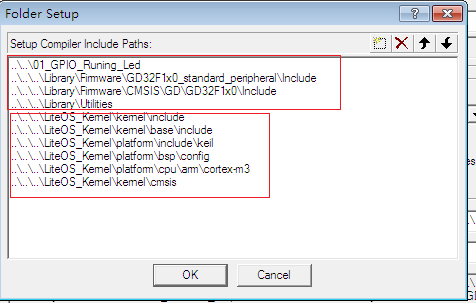 Folder Setup
Setup Compiler Include Paths:
..\..\01_GPIO_Runing_Led
..\..\..\Library\Firmware\GD32F1x0_standard_peripheral\Include
..\..\..\Library\Firmware\CMSIS\GD\GD32F1x0\Include
..\..\..\Library\Utilities
..\..\..\LiteOS_Kernel\kernel\include
..\..\..\LiteOS_Kernel\kernel\base\include
..\..\..\LiteOS_Kernel\platform\include\keil
..\..\..\LiteOS_Kernel\platform\bsp\config
..\..\..\LiteOS_Kernel\platform\cpu\arm\cortex-m3
..\..\..\LiteOS_Kernel\kernel\cmsis
OK
Cancel